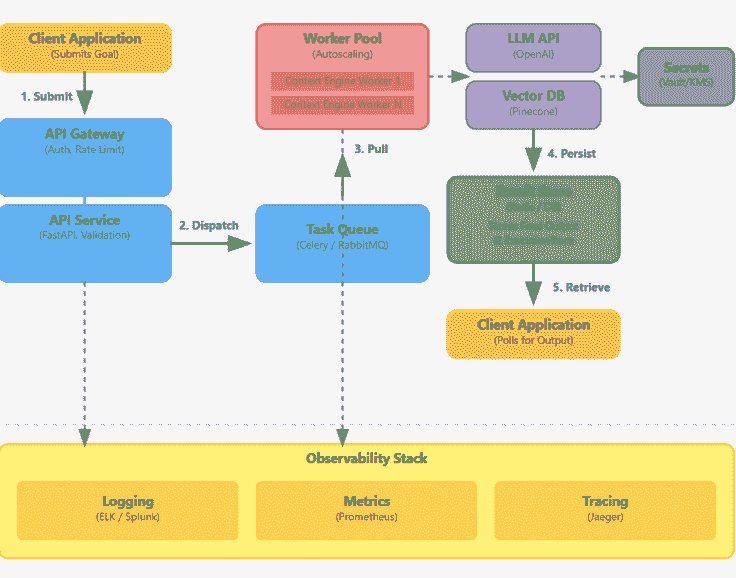 Client Application
(Submits Goal)
1. Submit
API Gateway
(Auth, Rate Limit)
API Service
(FastAPI, Validation)
2. Dispatch
Worker Pool
(Autoscaling)
Context Engine Worker 1
Context Engine Worker N
3. Pull
Task Queue
(Celery / RabbitMQ)
LLM API
(OpenAI)
Vector DB
(Pinecone)
Secrets
(Vault/KMS)
4. Persist
5. Retrieve
Client Application
(Polls for Output)
Observability Stack
Logging
(ELK / Splunk)
Metrics
(Prometheus)
Tracing
(Jaeger)